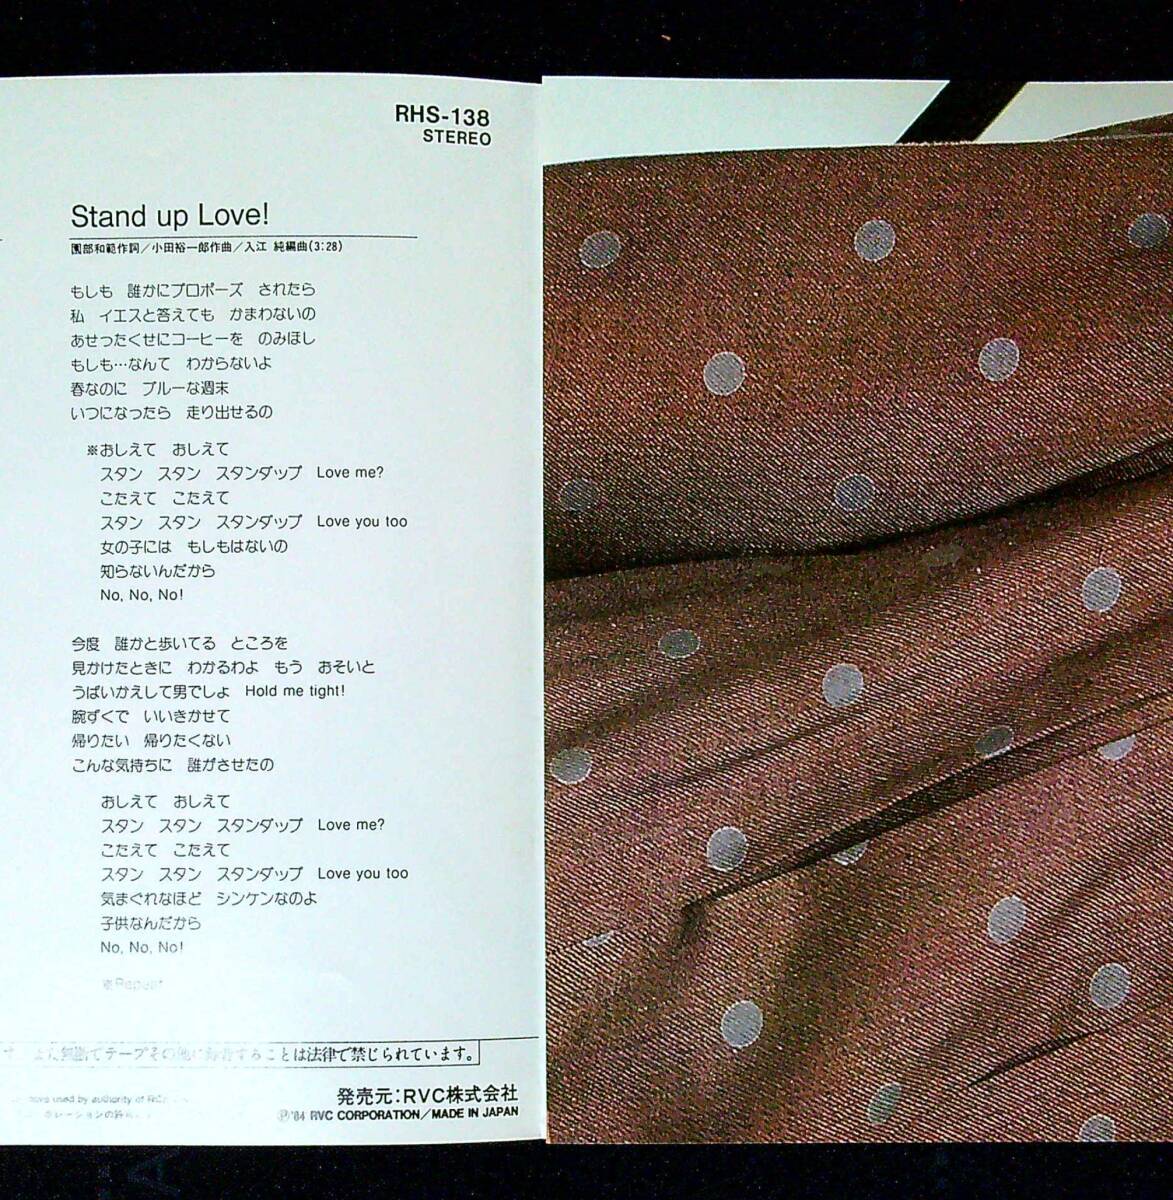 RHS-138
STEREO
Stand up Love!
園部和範作詞／小田裕一郎作曲／入江 純編曲(3:28)
もしも 誰かにプロポーズ されたら
私 イエスと答えても かまわないの
あせったくせにコーヒーを のみほし
もしも…なんて わからないよ
春なのに ブルーな週末
いつになったら 走り出せるの
※おしえて おしえて
スタン スタン スタンダップ Love me?
こたえて こたえて
スタン スタン スタンダップ Love you too
女の子には もしもはないの
知らないんだから
No, No, No!
今度 誰かと歩いてる ところを
見かけたときに わかるわよ もう おそいと
うばいかえして男でしょ Hold me tight!
腕ずくで いいきかせて
帰りたい 帰りたくない
こんな気持ちに 誰がさせたの
おしえて おしえて
スタン スタン スタンダップ Love me?
こたえて こたえて
スタン スタン スタンダップ Love you too
気まぐれなほど シンケンなのよ
子供なんだから
No, No, No!
※Repeat
無断でテープその他に録音することは法律で禁じられています。
used by authority of
発売元：RVC株式会社
Ⓟ'84 RVC CORPORATION／MADE IN JAPAN